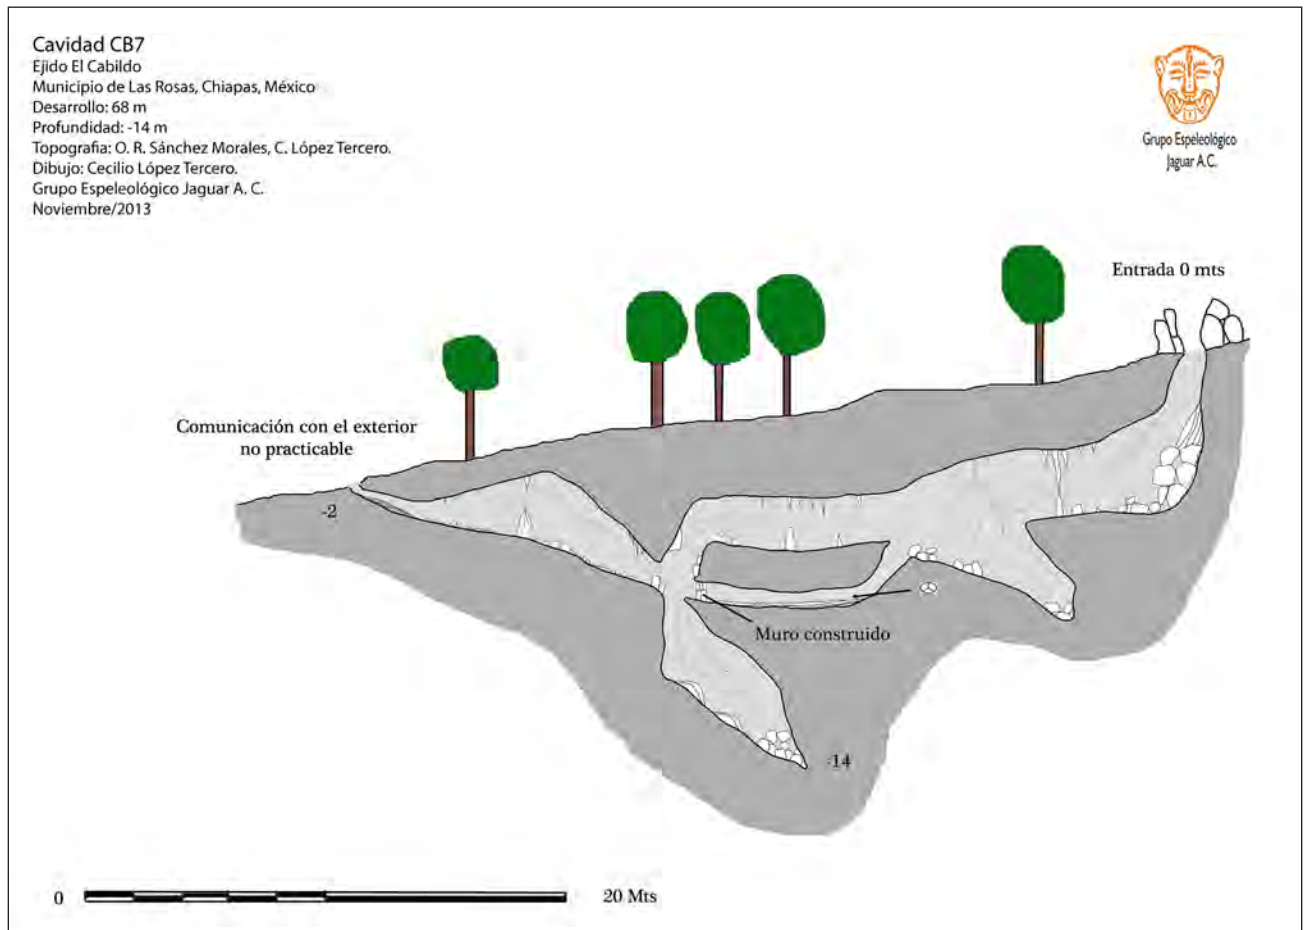 Cavidad CB7
Ejido El Cabildo
Municipio de Las Rosas, Chiapas, México
Desarrollo: 68 m
Profundidad: -14 m
Topografia: O. R. Sánchez Morales, C. López Tercero.
Dibujo: Cecilio López Tercero.
Grupo Espeleológico Jaguar A. C.
Noviembre/2013
Grupo Espeleológico
Jaguar A.C.
Entrada 0 mts
Comunicación con el exterior
no practicable
-2
Muro construido
-14
0
20 Mts